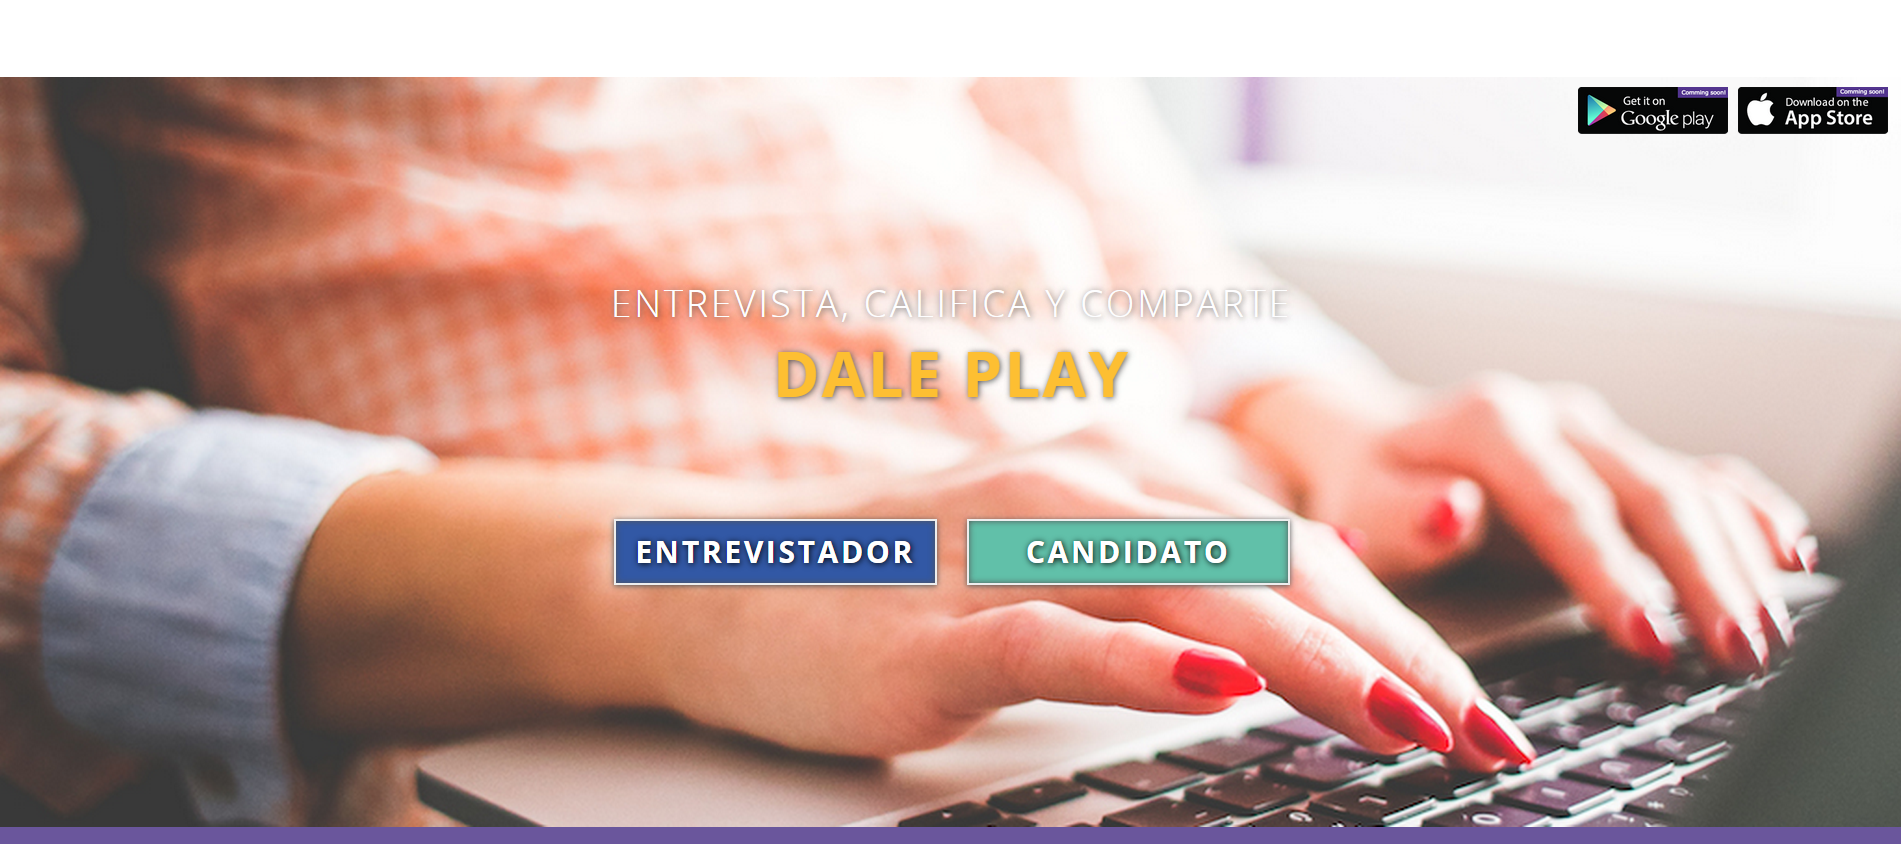 Comming soon!
Get it on
Google play
Comming soon!
Download on the
App Store
ENTREVISTA, CALIFICA Y COMPARTE
DALE PLAY
ENTREVISTADOR
CANDIDATO